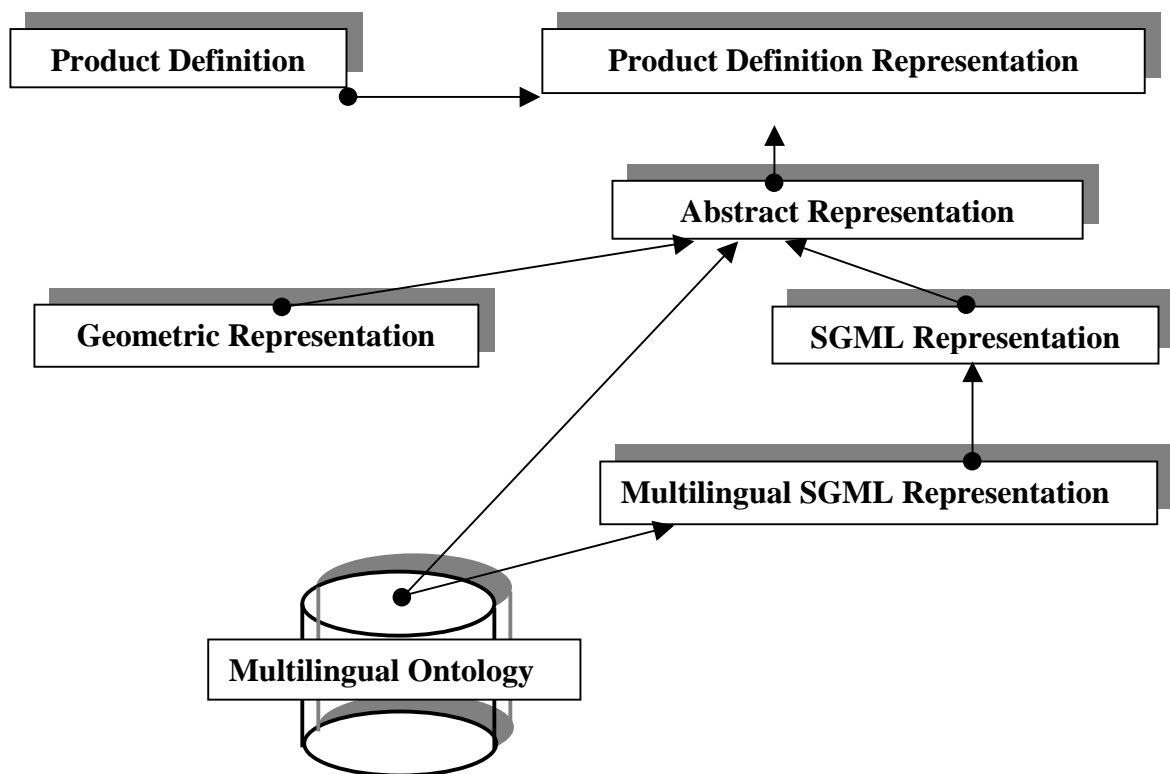 Product Definition
Product Definition Representation
Abstract Representation
Geometric Representation
SGML Representation
Multilingual SGML Representation
Multilingual Ontology